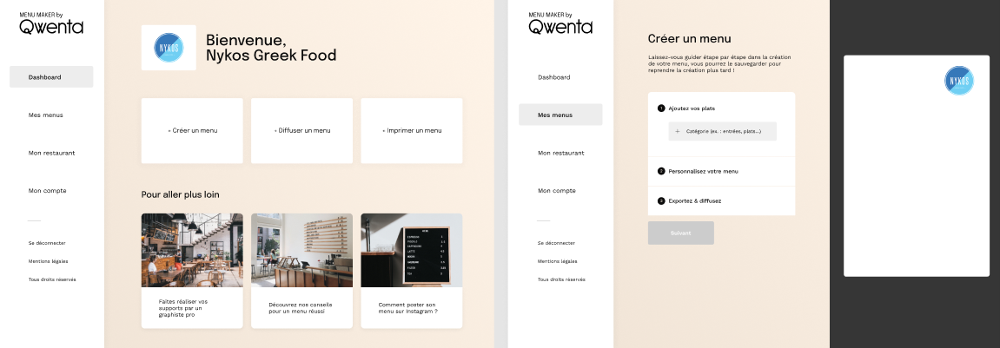 MENU MAKER by
Qwenta
Dashboard
Mes menus
Mon restaurant
Mon compte
Se déconnecter
Mentions légales
Tous droits réservés
NYKOS
Bienvenue,
Nykos Greek Food
+ Créer un menu
+ Diffuser un menu
+ Imprimer un menu
Pour aller plus loin
Faites réaliser vos
supports par un
graphiste pro
Découvrez nos conseils
pour un menu réussi
Comment poster son
menu sur Instagram ?
MENU MAKER by
Qwenta
Dashboard
Mes menus
Mon restaurant
Mon compte
Se déconnecter
Mentions légales
Tous droits réservés
Créer un menu
Laissez-vous guider étape par étape dans la création
de votre menu, vous pourrez le sauvegarder pour
reprendre la création plus tard !
1 Ajoutez vos plats
+ Catégorie (ex. : entrées, plats...)
2 Personnalisez votre menu
3 Exportez & diffusez
Suivant
NYKOS